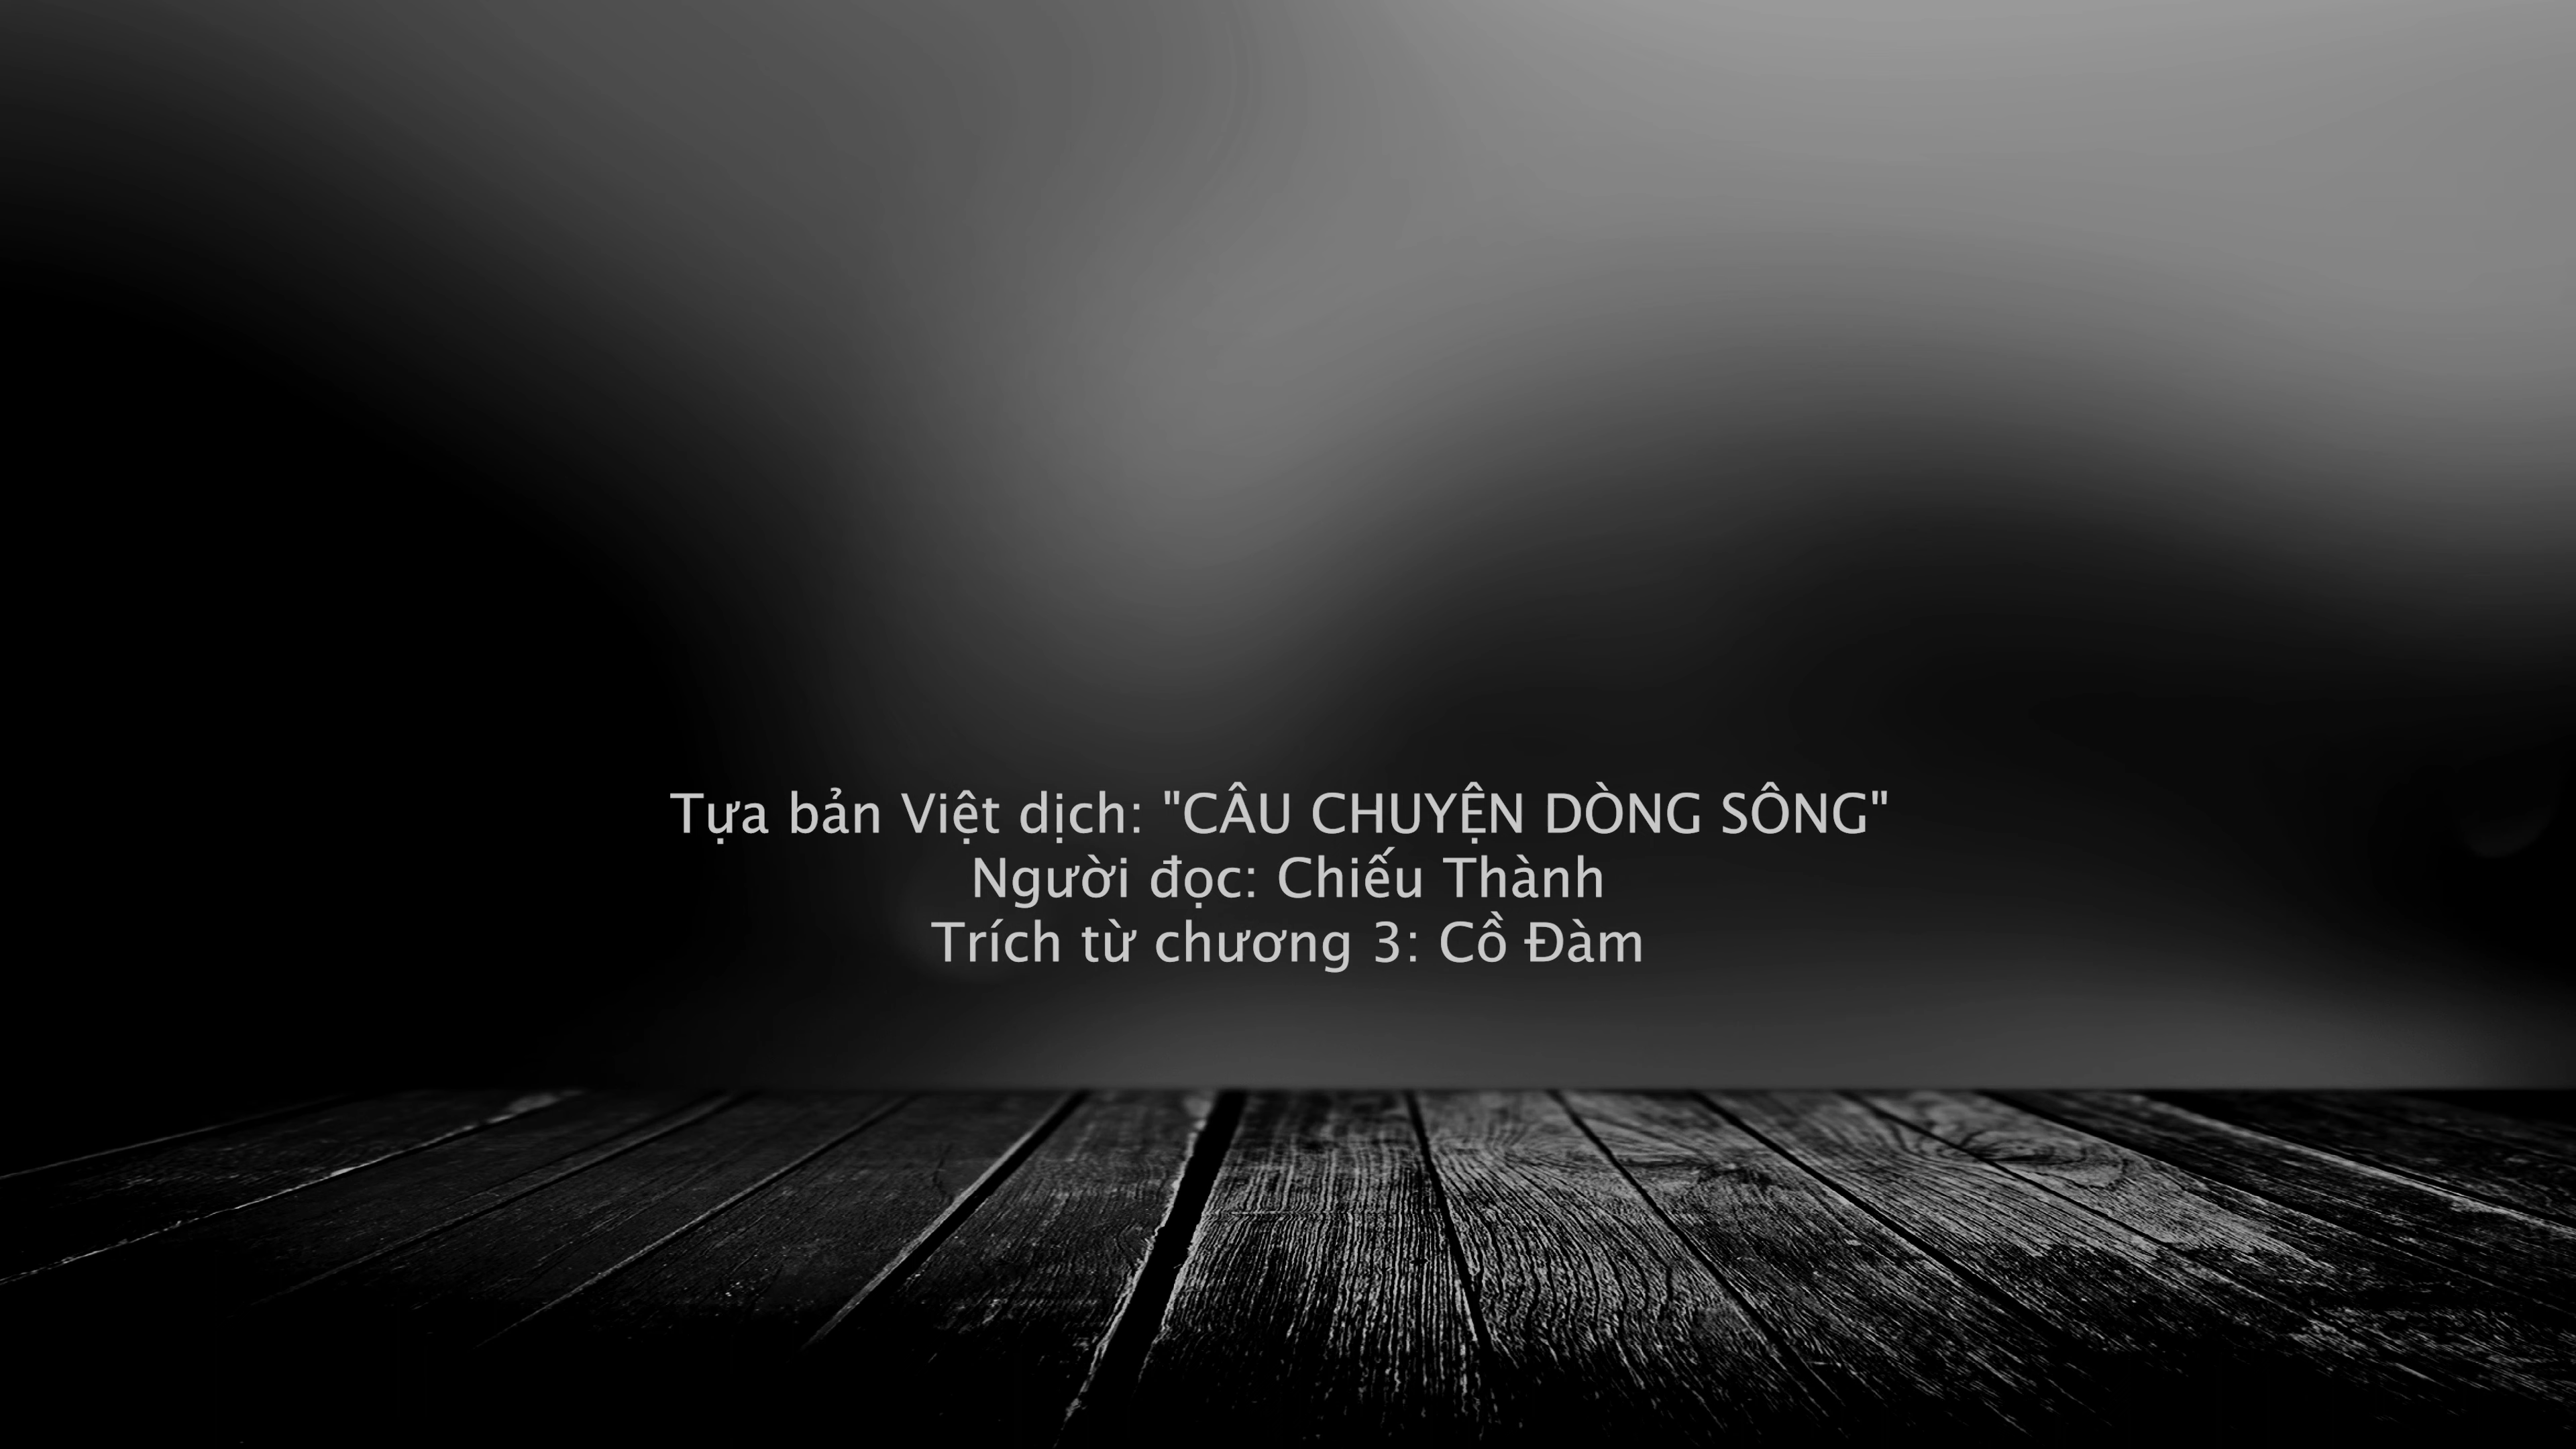 Tựa bản Việt dịch: "CÂU CHUYỆN DÒNG SÔNG"
Người đọc: Chiếu Thành
Trích từ chương 3: Cồ Đàm